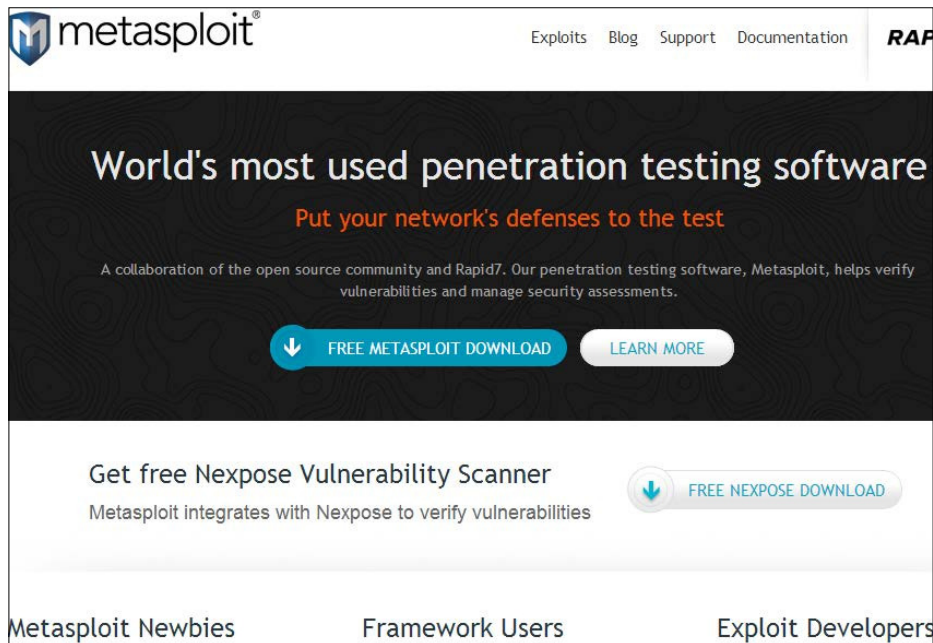 metasploit®
Exploits Blog Support Documentation RAP
World's most used penetration testing software
Put your network's defenses to the test
A collaboration of the open source community and Rapid7. Our penetration testing software, Metasploit, helps verify
vulnerabilities and manage security assessments.
FREE METASPLOIT DOWNLOAD LEARN MORE
Get free Nexpose Vulnerability Scanner
FREE NEXPOSE DOWNLOAD
Metasploit integrates with Nexpose to verify vulnerabilities
Metasploit Newbies Framework Users Exploit Developers